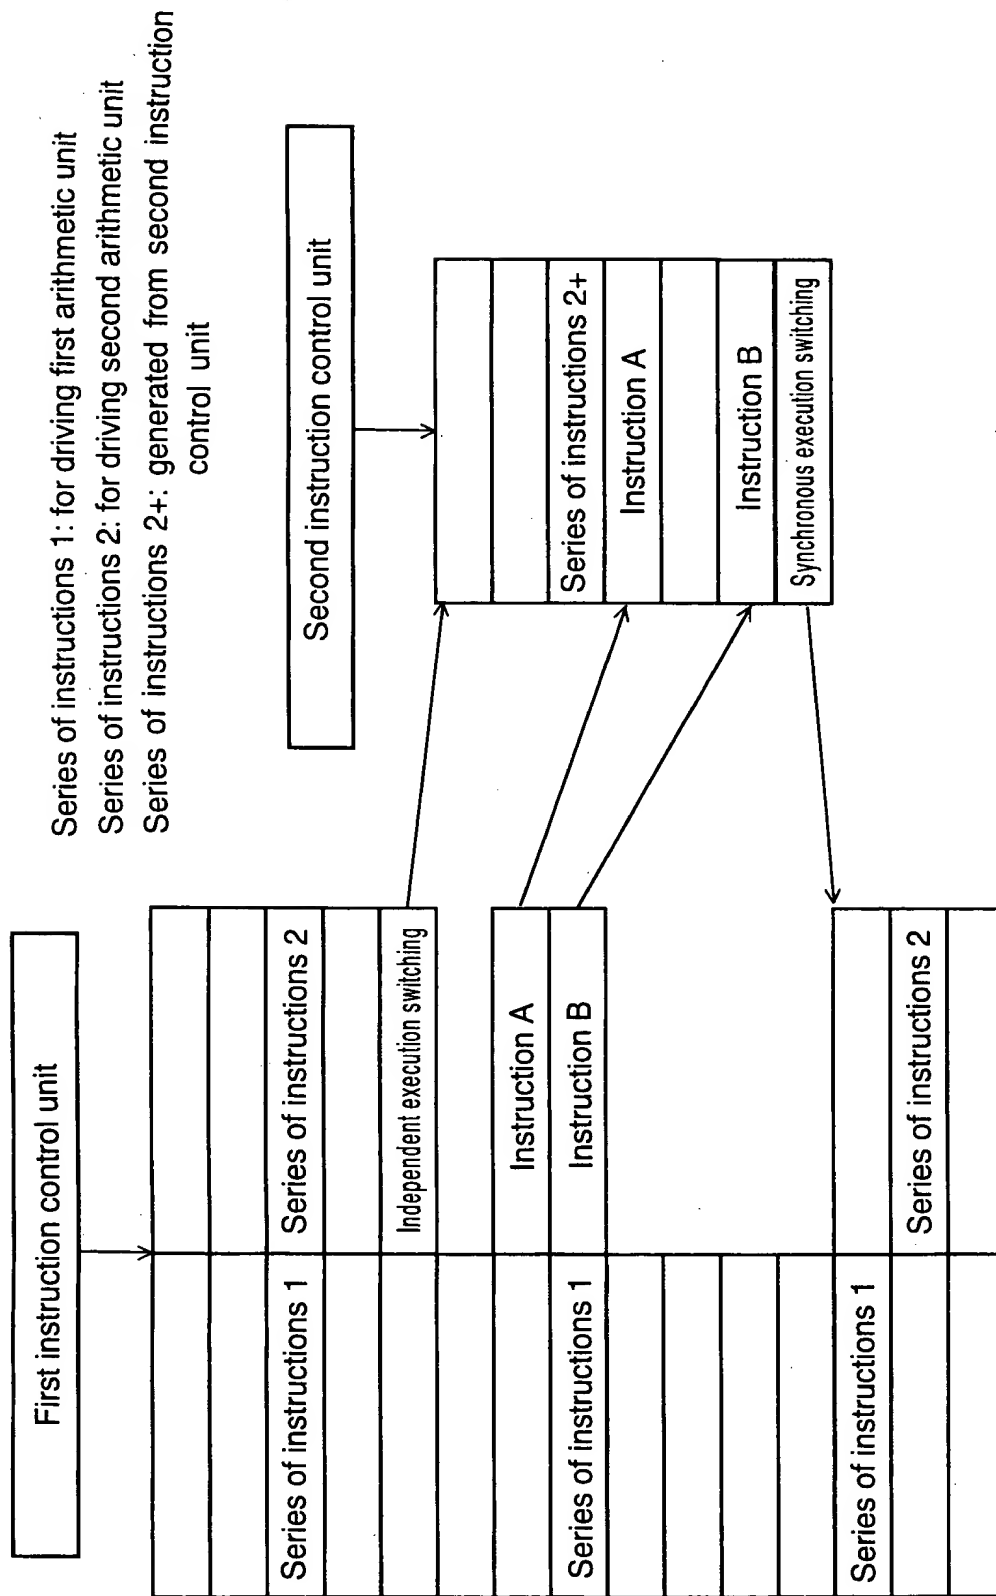 Series of instructions 1: for driving first arithmetic unit
Series of instructions 2: for driving second arithmetic unit
Series of instructions 2+: generated from second instruction
control unit
First instruction control unit
Second instruction control unit
Series of instructions 1
Series of instructions 2
Independent execution switching
Series of instructions 2+
Instruction A
Instruction A
Series of instructions 1
Instruction B
Instruction B
Synchronous execution switching
Series of instructions 1
Series of instructions 2